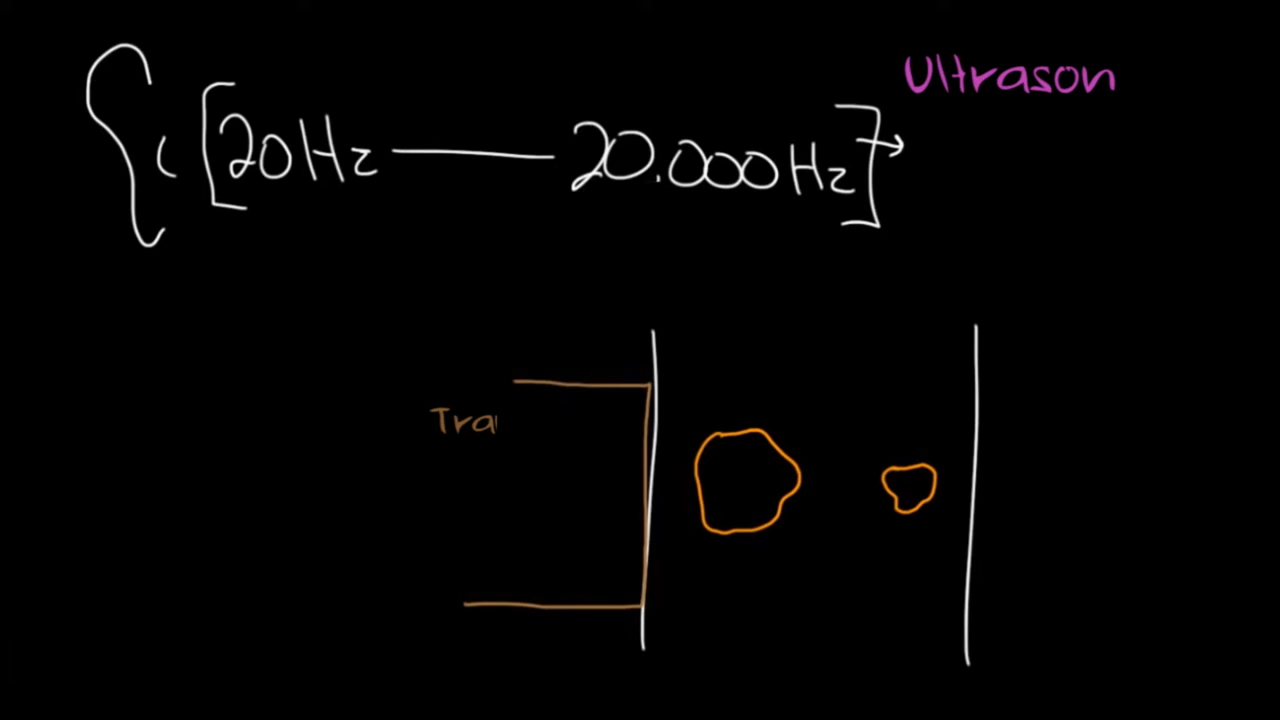 Ultrason
[20Hz — 20.000Hz]→
Tra